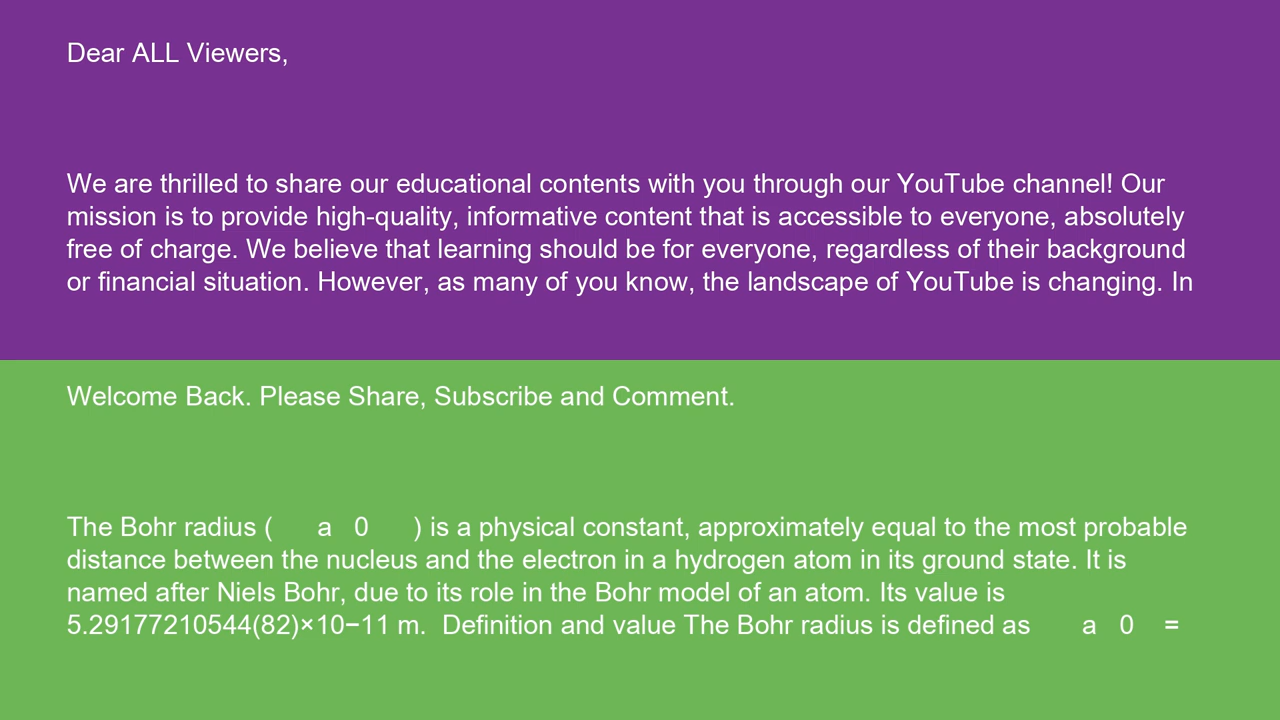 Dear ALL Viewers,
We are thrilled to share our educational contents with you through our YouTube channel! Our
mission is to provide high-quality, informative content that is accessible to everyone, absolutely
free of charge. We believe that learning should be for everyone, regardless of their background
or financial situation. However, as many of you know, the landscape of YouTube is changing. In
Welcome Back. Please Share, Subscribe and Comment.
The Bohr radius ( a 0 ) is a physical constant, approximately equal to the most probable
distance between the nucleus and the electron in a hydrogen atom in its ground state. It is
named after Niels Bohr, due to its role in the Bohr model of an atom. Its value is
5.29177210544(82)×10−11 m. Definition and value The Bohr radius is defined as a 0 =